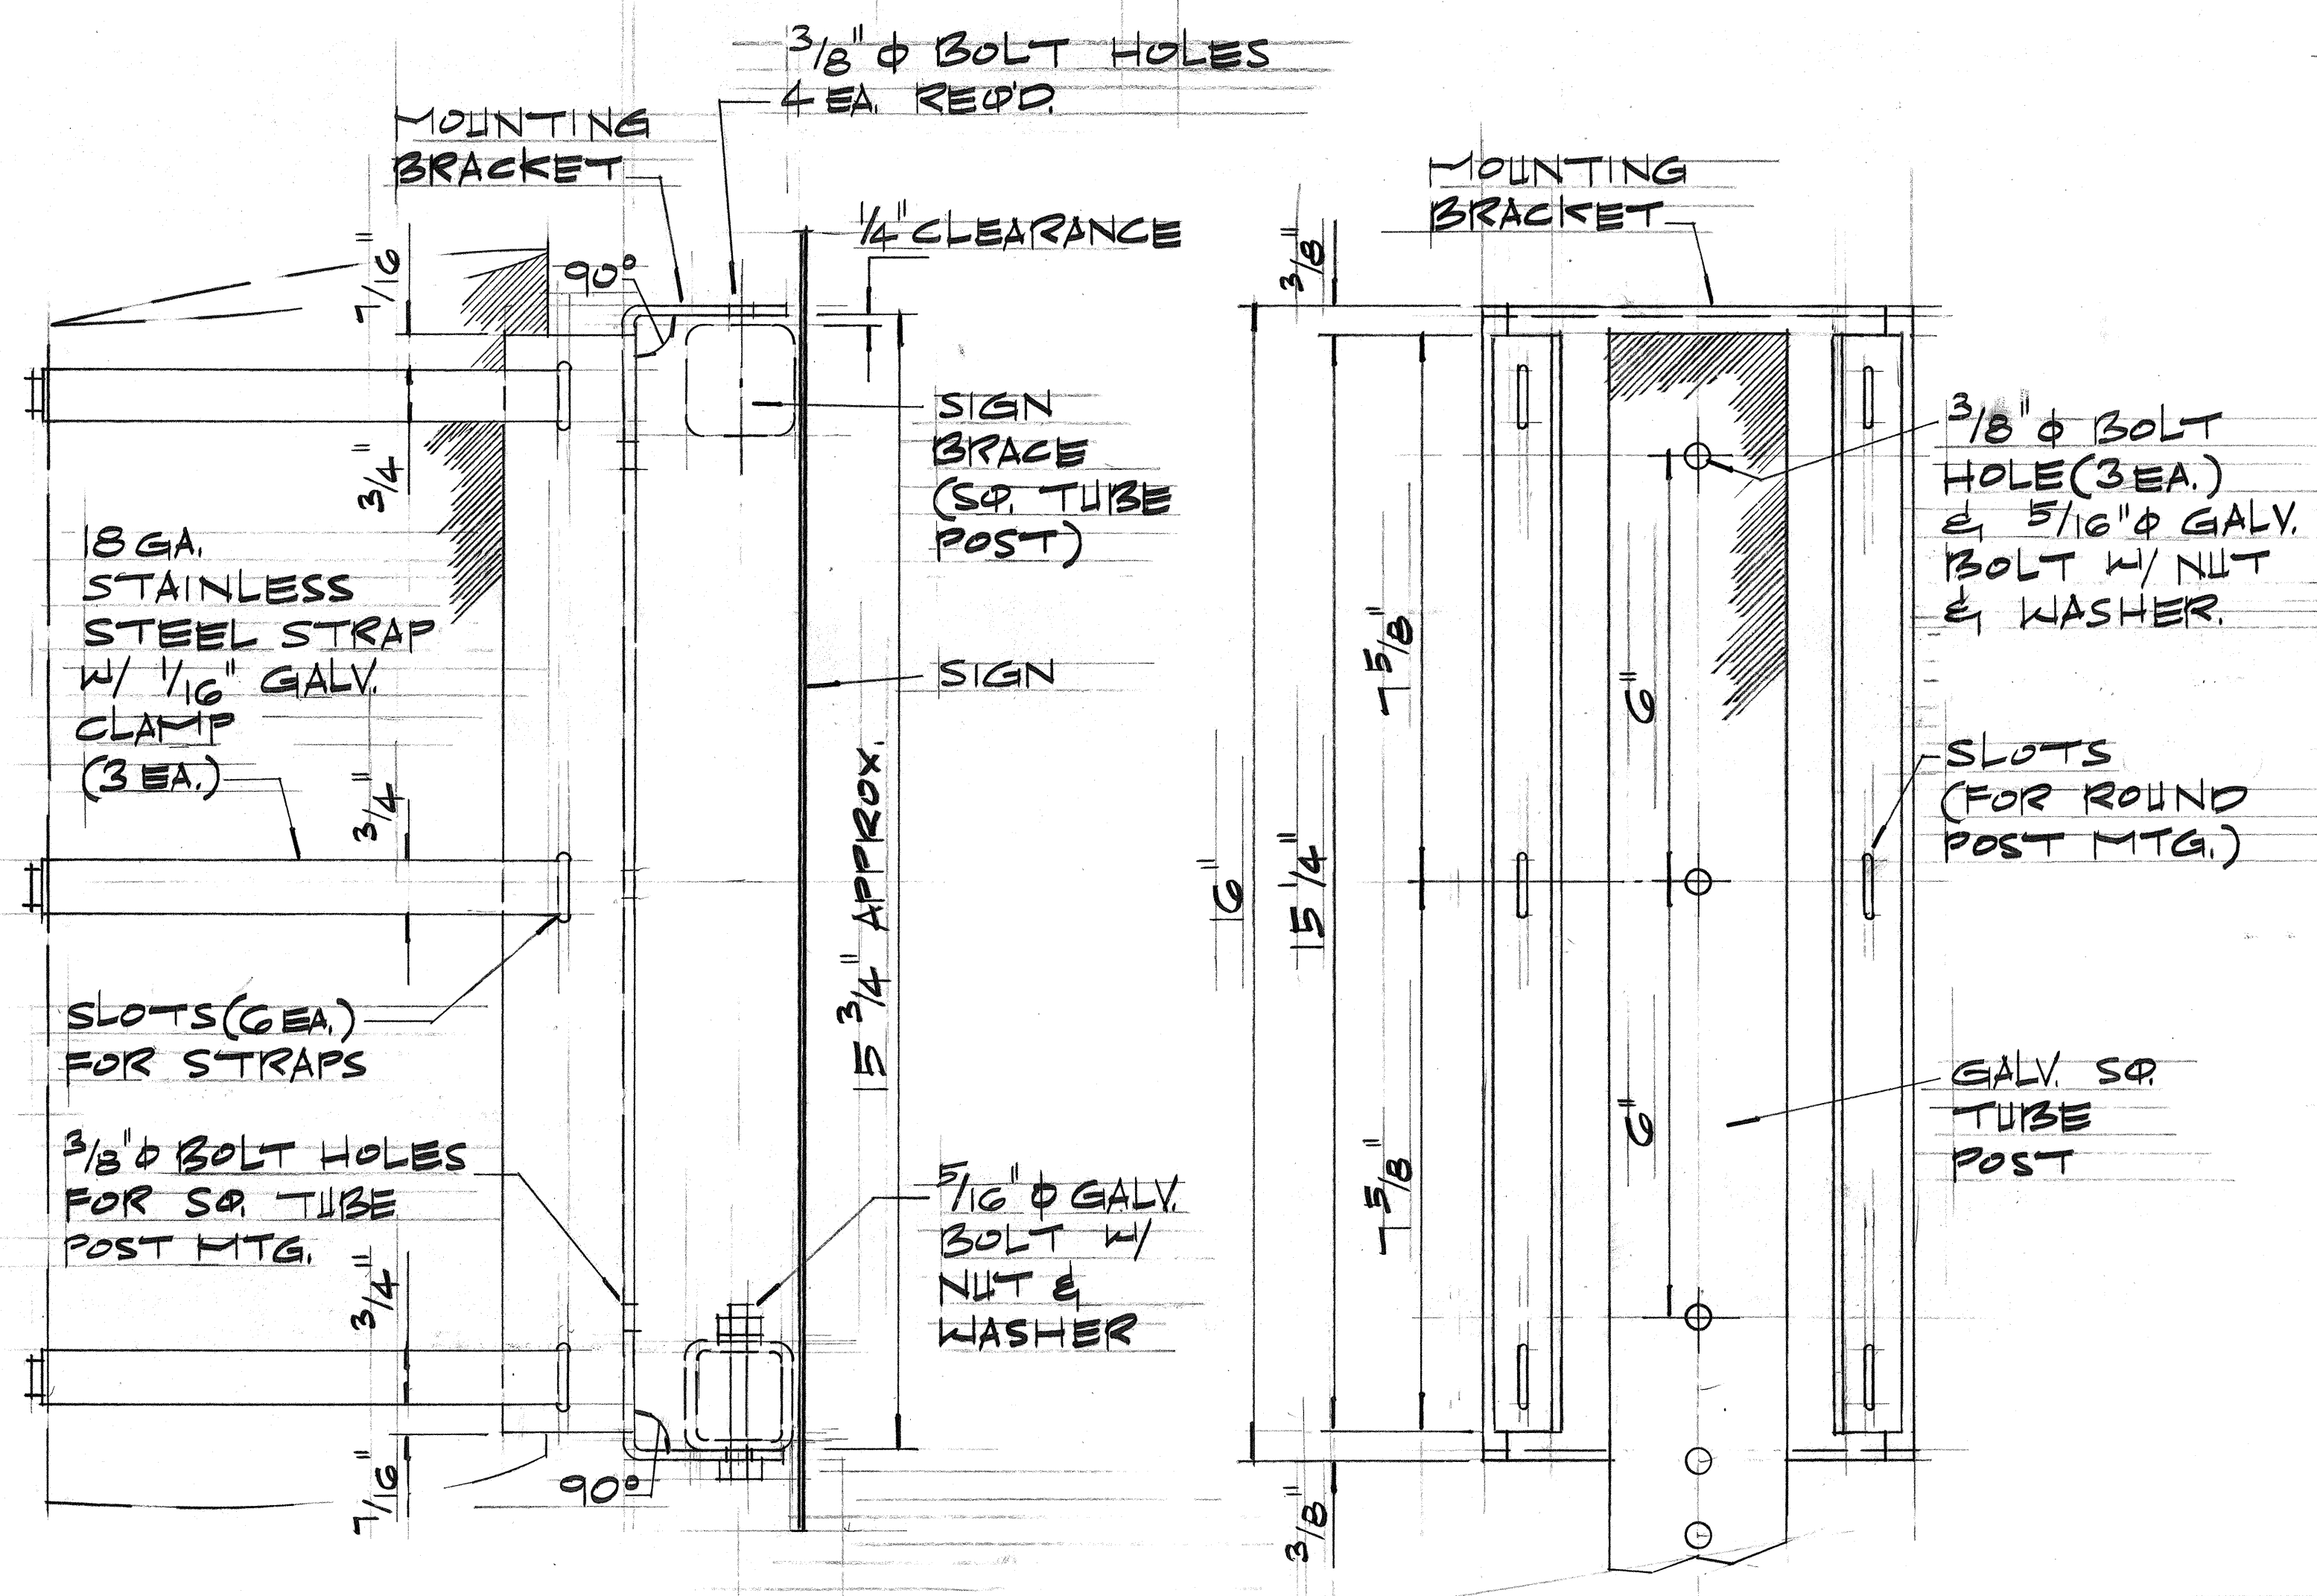 3/8" φ BOLT HOLES
4 EA. REQ'D.
MOUNTING
BRACKET
1/4" CLEARANCE
7/16"
90°
3/4"
SIGN
BRACE
(SQ. TUBE
POST)
18 GA.
STAINLESS
STEEL STRAP
W/ 1/16" GALV.
CLAMP
(3 EA.)
SIGN
3/4"
15 3/4" APPROX.
SLOTS (6 EA.)
FOR STRAPS
3/8" φ BOLT HOLES
FOR SQ. TUBE
POST MTG.
5/16" φ GALV.
BOLT W/
NUT &
WASHER
3/4"
7/16"
90°
MOUNTING
BRACKET
3/8"
3/8" φ BOLT
HOLE (3 EA.)
& 5/16" φ GALV.
BOLT W/ NUT
& WASHER.
7 5/8"
6"
16"
15 1/4"
SLOTS
(FOR ROUND
POST MTG.)
7 5/8"
6"
GALV. SQ.
TUBE
POST
3/8"